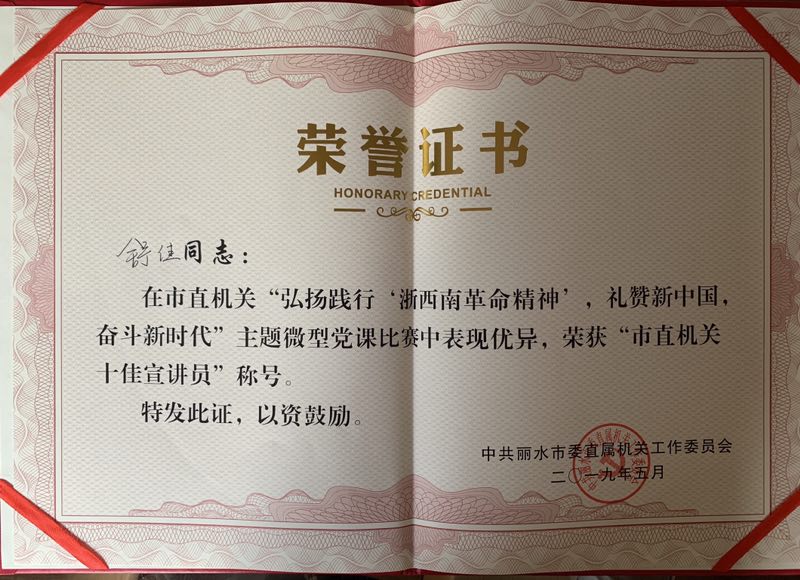 荣誉证书
HONORARY CREDENTIAL
舒佳同志：
在市直机关“弘扬践行‘浙西南革命精神’，礼赞新中国，
奋斗新时代”主题微型党课比赛中表现优异，荣获“市直机关
十佳宣讲员”称号。
特发此证，以资鼓励。
中共丽水市委直属机关工作委员会
二〇一九年五月